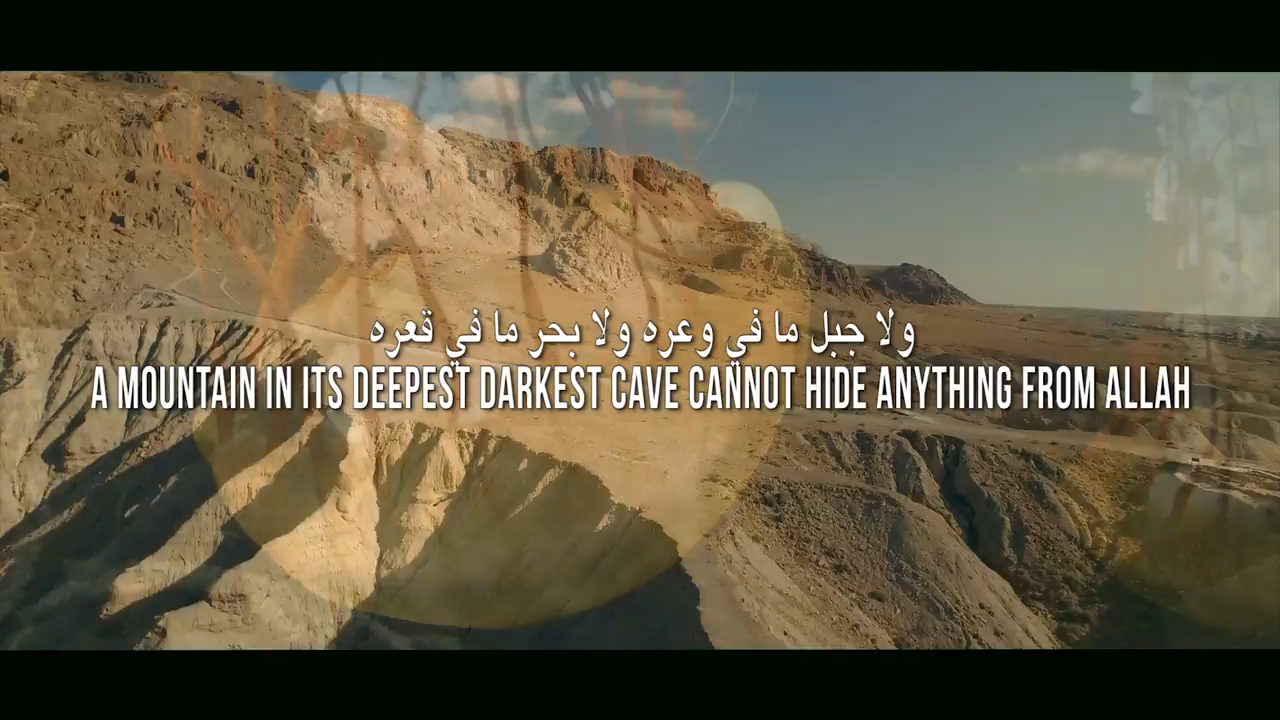 ولا جبل ما في وعره ولا بحر ما في قعره
A MOUNTAIN IN ITS DEEPEST DARKEST CAVE CANNOT HIDE ANYTHING FROM ALLAH